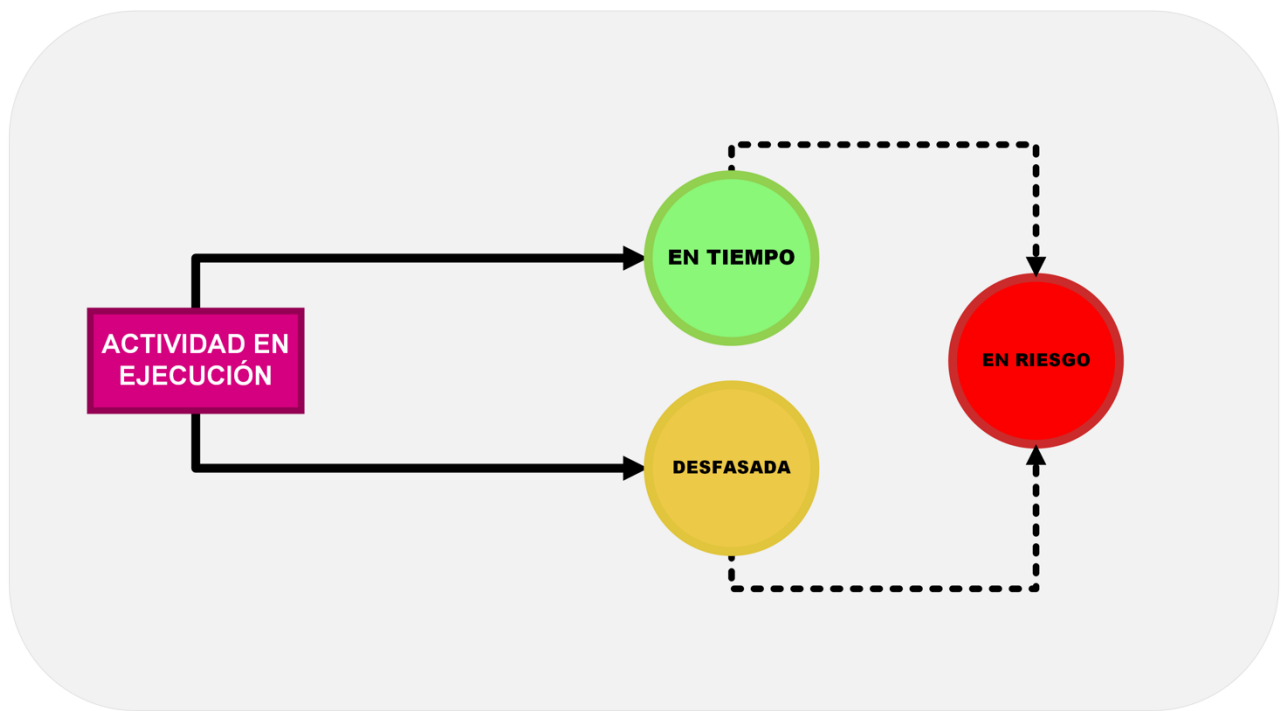 EN TIEMPO
ACTIVIDAD EN
EJECUCIÓN
EN RIESGO
DESFASADA